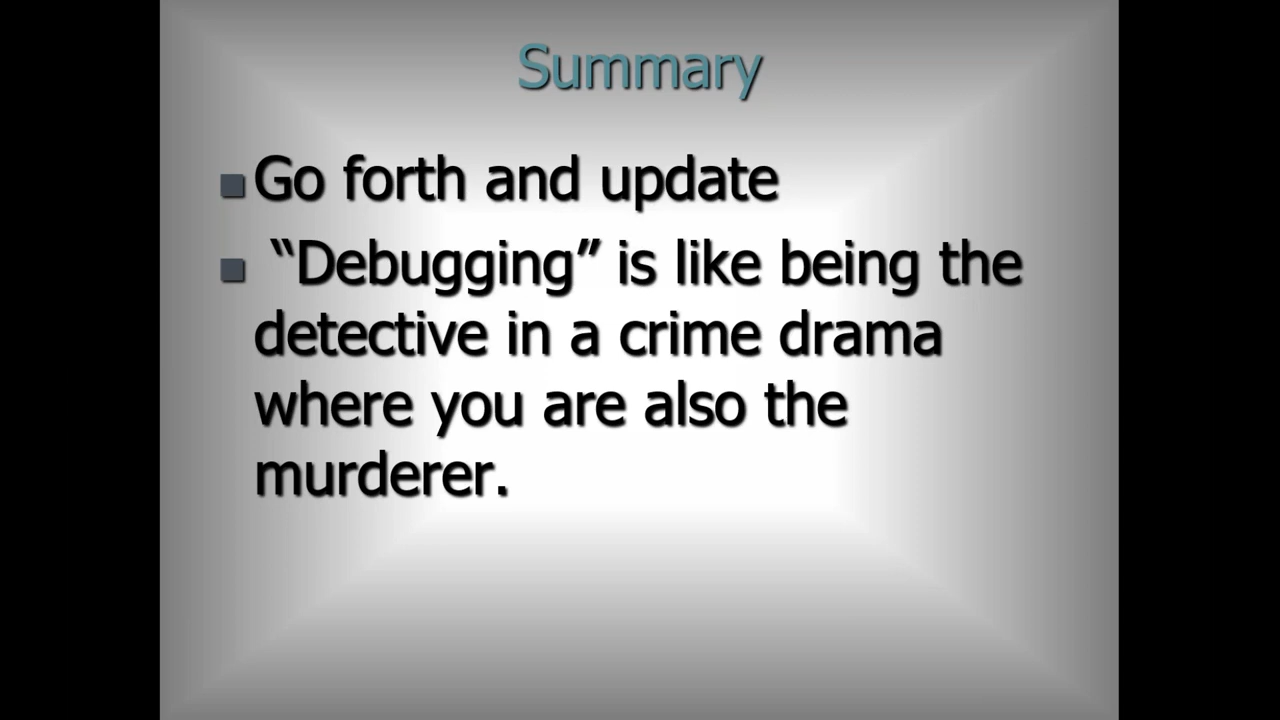 Summary
Go forth and update
“Debugging” is like being the
detective in a crime drama
where you are also the
murderer.